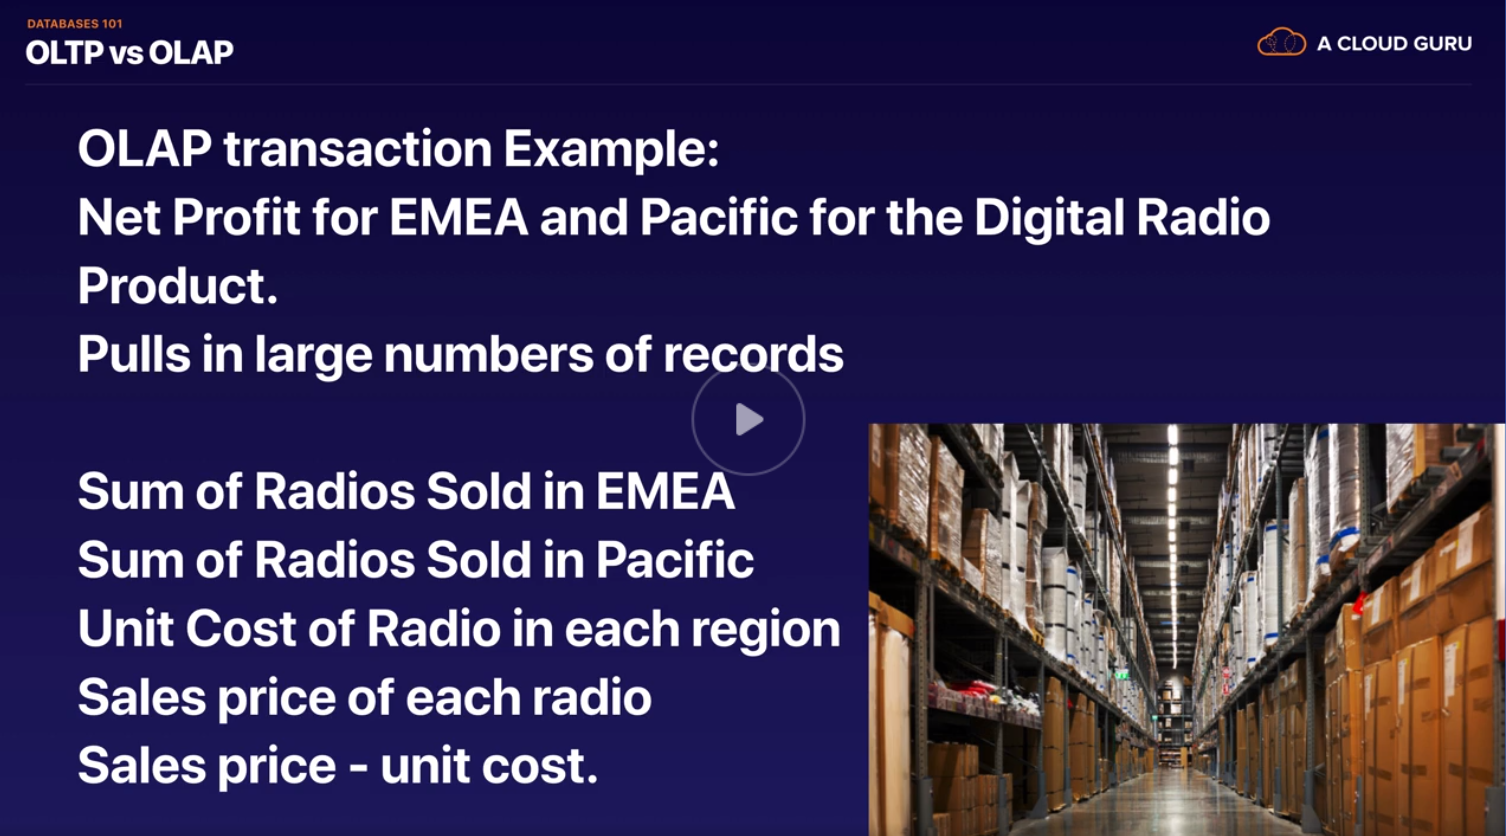 DATABASES 101
OLTP vs OLAP
A CLOUD GURU
OLAP transaction Example:
Net Profit for EMEA and Pacific for the Digital Radio
Product.
Pulls in large numbers of records
Sum of Radios Sold in EMEA
Sum of Radios Sold in Pacific
Unit Cost of Radio in each region
Sales price of each radio
Sales price - unit cost.